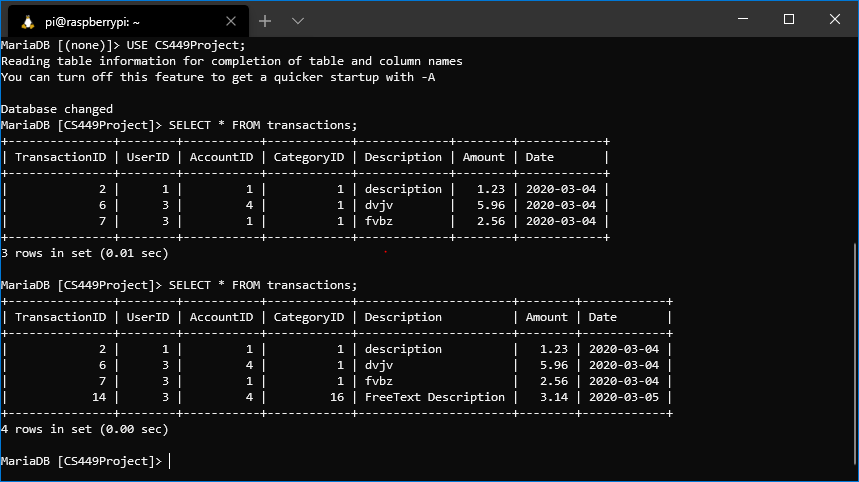 pi@raspberrypi: ~
MariaDB [(none)]> USE CS449Project;
Reading table information for completion of table and column names
You can turn off this feature to get a quicker startup with -A
Database changed
MariaDB [CS449Project]> SELECT * FROM transactions;
+---------------+--------+-----------+------------+-------------+--------+------------+
| TransactionID | UserID | AccountID | CategoryID | Description | Amount | Date       |
+---------------+--------+-----------+------------+-------------+--------+------------+
|             2 |      1 |         1 |          1 | description |   1.23 | 2020-03-04 |
|             6 |      3 |         4 |          1 | dvjv        |   5.96 | 2020-03-04 |
|             7 |      3 |         1 |          1 | fvbz        |   2.56 | 2020-03-04 |
+---------------+--------+-----------+------------+-------------+--------+------------+
3 rows in set (0.01 sec)
MariaDB [CS449Project]> SELECT * FROM transactions;
+---------------+--------+-----------+------------+----------------------+--------+------------+
| TransactionID | UserID | AccountID | CategoryID | Description          | Amount | Date       |
+---------------+--------+-----------+------------+----------------------+--------+------------+
|             2 |      1 |         1 |          1 | description          |   1.23 | 2020-03-04 |
|             6 |      3 |         4 |          1 | dvjv                 |   5.96 | 2020-03-04 |
|             7 |      3 |         1 |          1 | fvbz                 |   2.56 | 2020-03-04 |
|            14 |      3 |         4 |         16 | FreeText Description |   3.14 | 2020-03-05 |
+---------------+--------+-----------+------------+----------------------+--------+------------+
4 rows in set (0.00 sec)
MariaDB [CS449Project]>